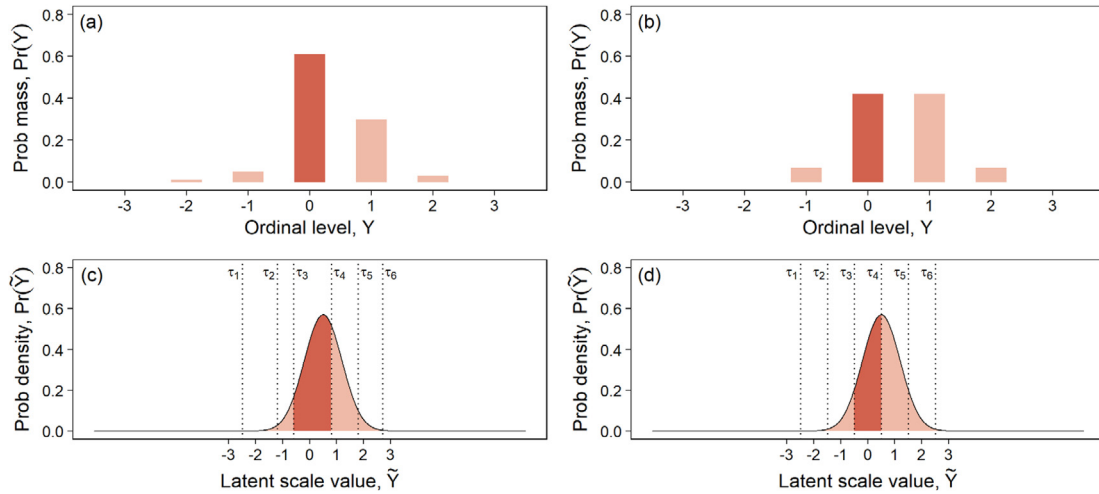 (a)
Prob mass, Pr(Y)
0.8
0.6
0.4
0.2
0.0
-3 -2 -1 0 1 2 3
Ordinal level, Y
(b)
Prob mass, Pr(Y)
0.8
0.6
0.4
0.2
0.0
-3 -2 -1 0 1 2 3
Ordinal level, Y
(c)
τ1 τ2 τ3 τ4 τ5 τ6
Prob density, Pr(Ỹ)
0.8
0.6
0.4
0.2
0.0
-3 -2 -1 0 1 2 3
Latent scale value, Ỹ
(d)
τ1 τ2 τ3 τ4 τ5 τ6
Prob density, Pr(Ỹ)
0.8
0.6
0.4
0.2
0.0
-3 -2 -1 0 1 2 3
Latent scale value, Ỹ